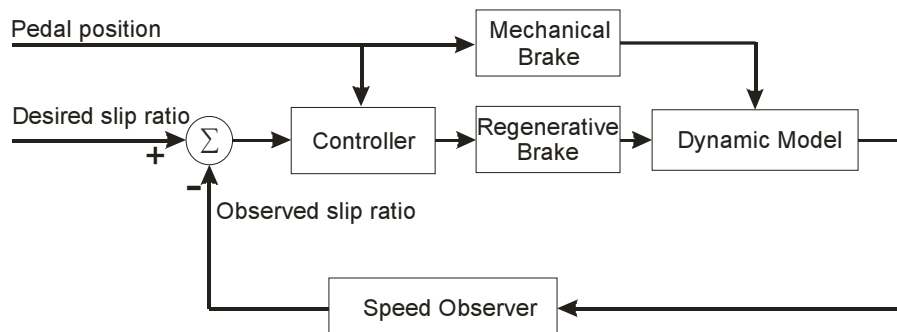 Pedal position
Mechanical
Brake
Desired slip ratio
+
Σ
Controller
Regenerative
Brake
Dynamic Model
-
Observed slip ratio
Speed Observer